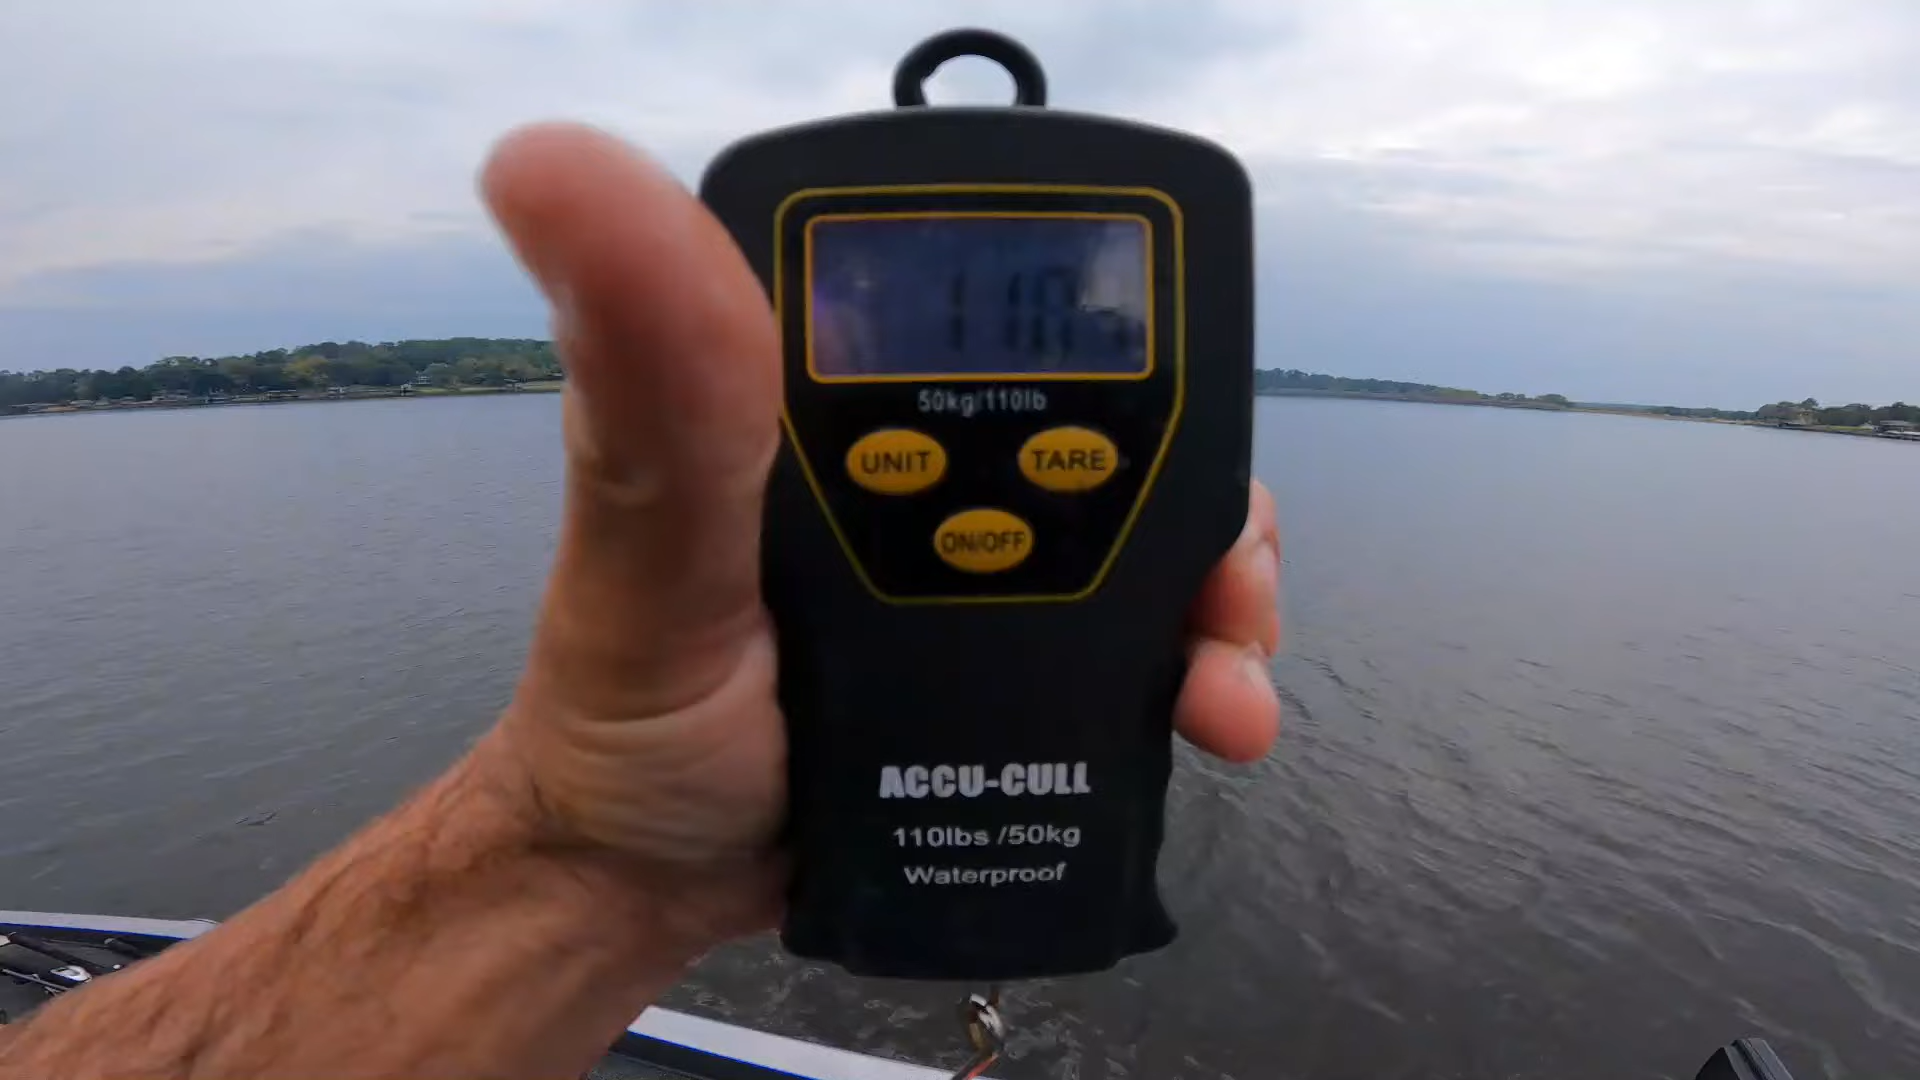 50kg/110lb
UNIT
TARE
ON/OFF
ACCU-CULL
110lbs /50kg
Waterproof